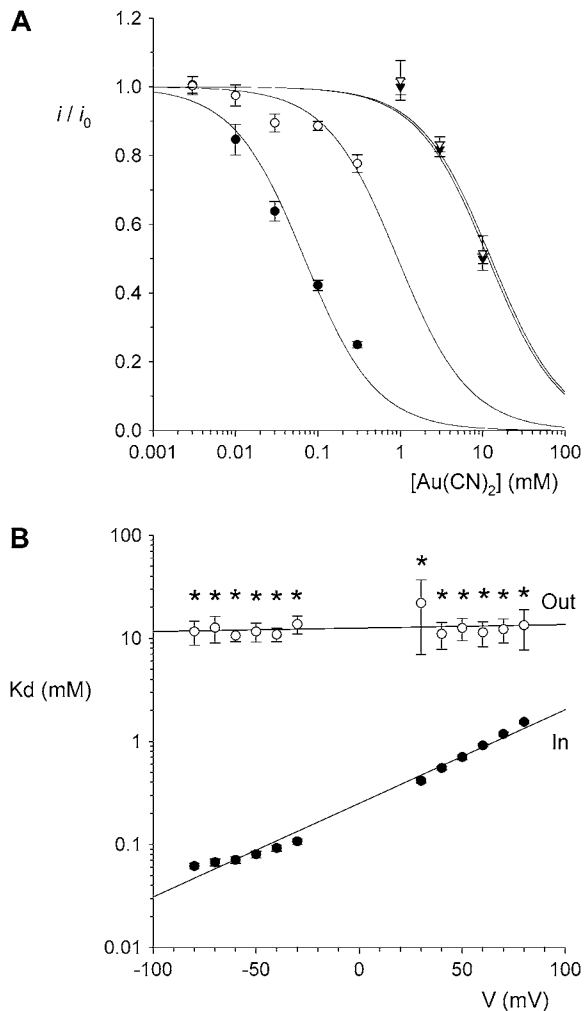 A
1.2
1.0
i / i0
0.8
0.6
0.4
0.2
0.0
0.001 0.01 0.1 1 10 100
[Au(CN)2] (mM)
B
100
* * * * * * * * * * * *
Out
10
Kd (mM)
1
In
0.1
0.01
-100 -50 0 50 100
V (mV)